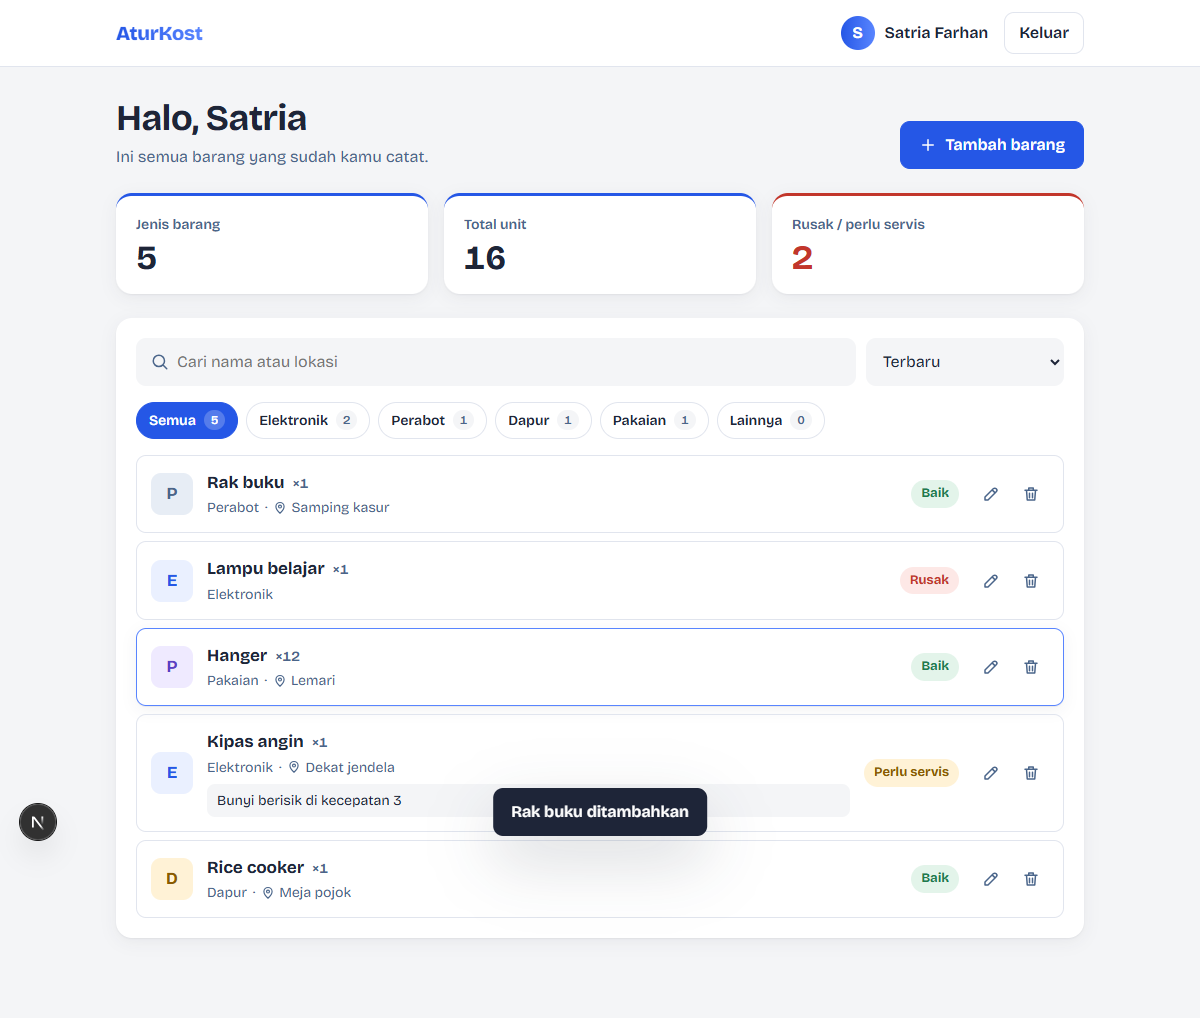 AturKost
S Satria Farhan Keluar
Halo, Satria
Ini semua barang yang sudah kamu catat.
+ Tambah barang
Jenis barang
5
Total unit
16
Rusak / perlu servis
2
Cari nama atau lokasi
Terbaru
Semua 5 Elektronik 2 Perabot 1 Dapur 1 Pakaian 1 Lainnya 0
P
Rak buku ×1
Perabot · Samping kasur
Baik
E
Lampu belajar ×1
Elektronik
Rusak
P
Hanger ×12
Pakaian · Lemari
Baik
E
Kipas angin ×1
Elektronik · Dekat jendela
Bunyi berisik di kecepatan 3
Perlu servis
Rak buku ditambahkan
N
D
Rice cooker ×1
Dapur · Meja pojok
Baik